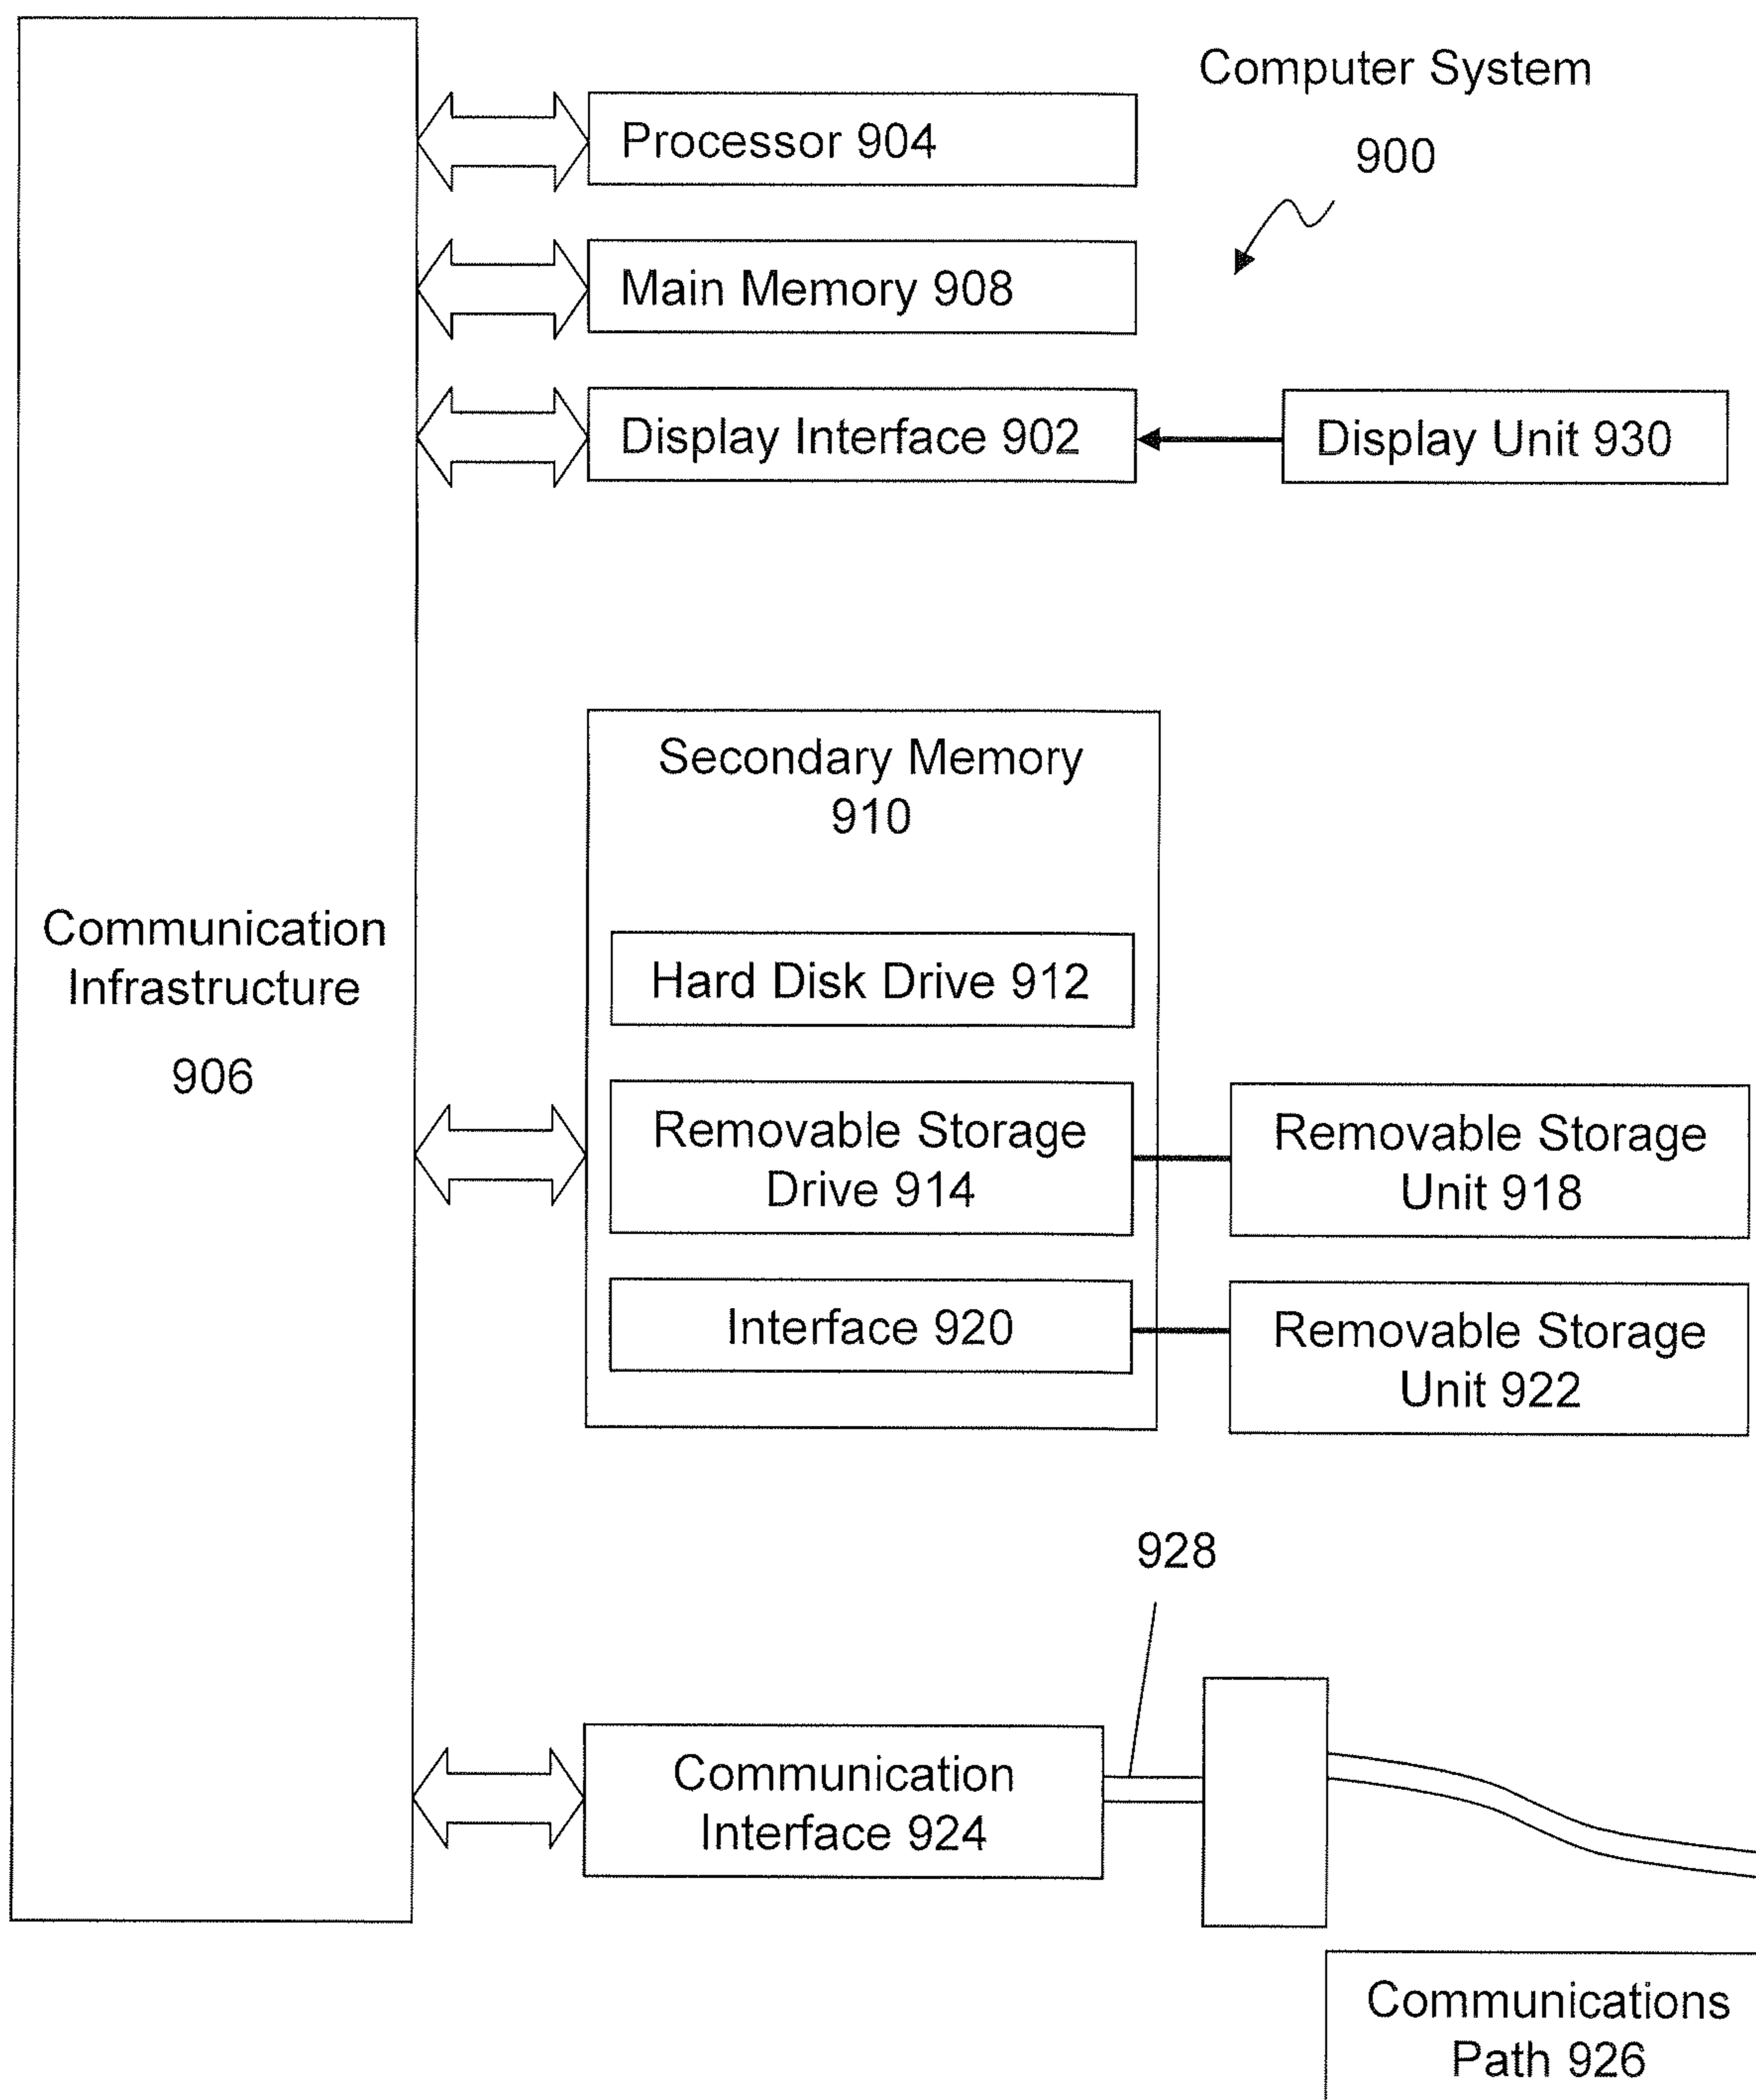 Computer System
900
Processor 904
Main Memory 908
Display Interface 902
Display Unit 930
Secondary Memory
910
Communication
Infrastructure
906
Hard Disk Drive 912
Removable Storage
Drive 914
Removable Storage
Unit 918
Interface 920
Removable Storage
Unit 922
928
Communication
Interface 924
Communications
Path 926